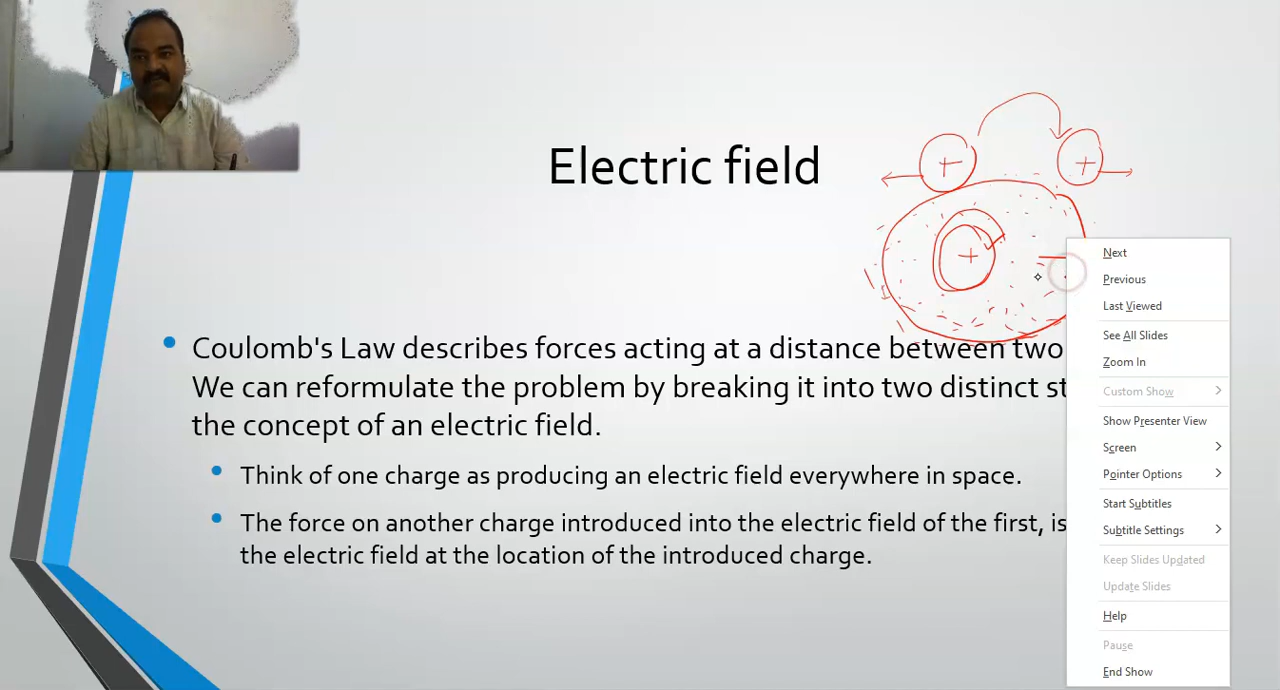 Electric field
Coulomb's Law describes forces acting at a distance between two
We can reformulate the problem by breaking it into two distinct
the concept of an electric field.
Think of one charge as producing an electric field everywhere in space.
The force on another charge introduced into the electric field of the first, is
the electric field at the location of the introduced charge.
+
+
+
Next
Previous
Last Viewed
See All Slides
Zoom In
Custom Show
Show Presenter View
Screen
Pointer Options
Start Subtitles
Subtitle Settings
Keep Slides Updated
Update Slides
Help
Pause
End Show